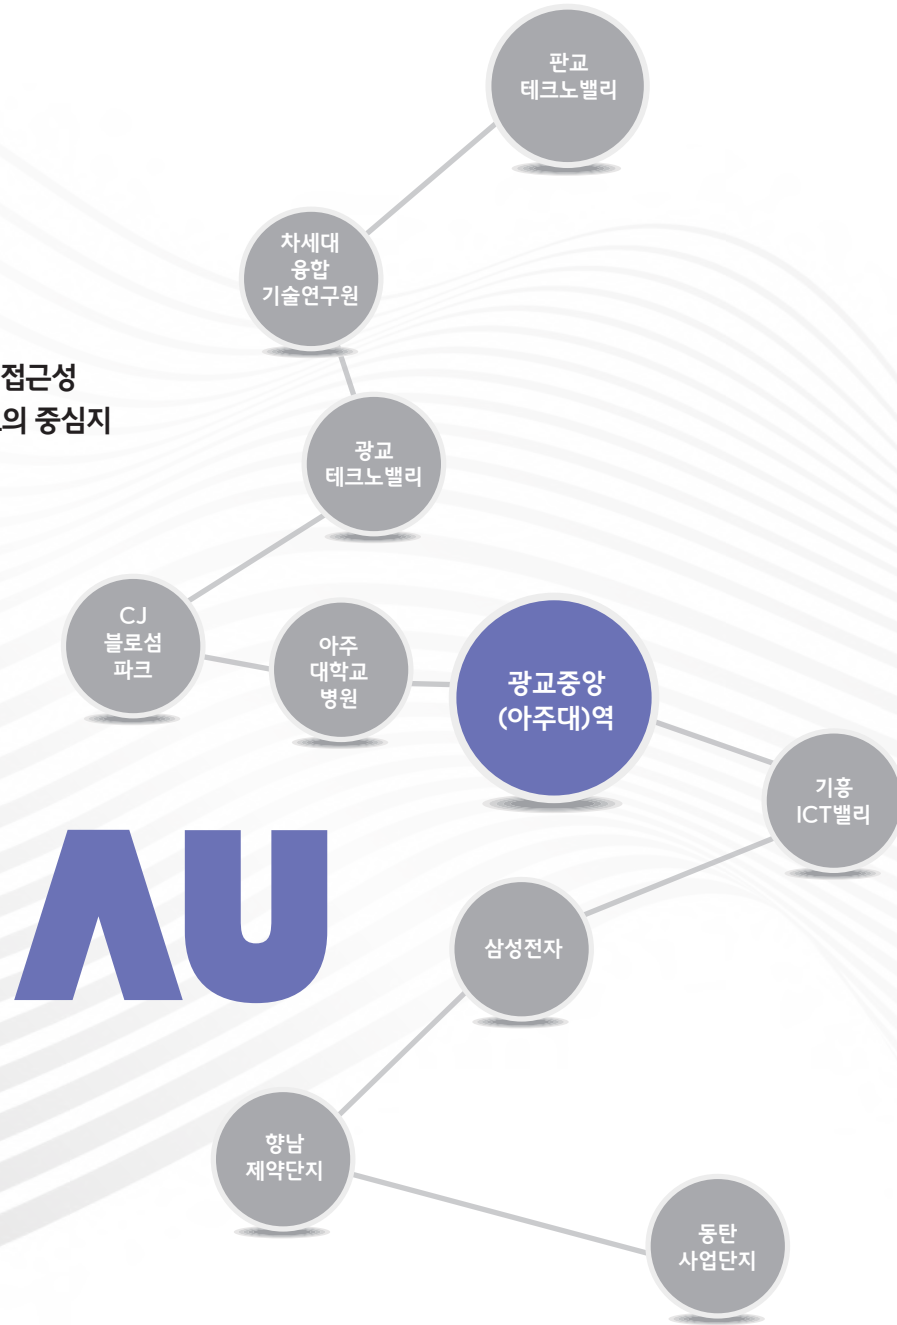 판교
테크노밸리
차세대
융합
기술연구원
접근성
의 중심지
광교
테크노밸리
CJ
블로섬
파크
아주
대학교
병원
광교중앙
(아주대)역
기흥
ICT밸리
AU
삼성전자
향남
제약단지
동탄
사업단지